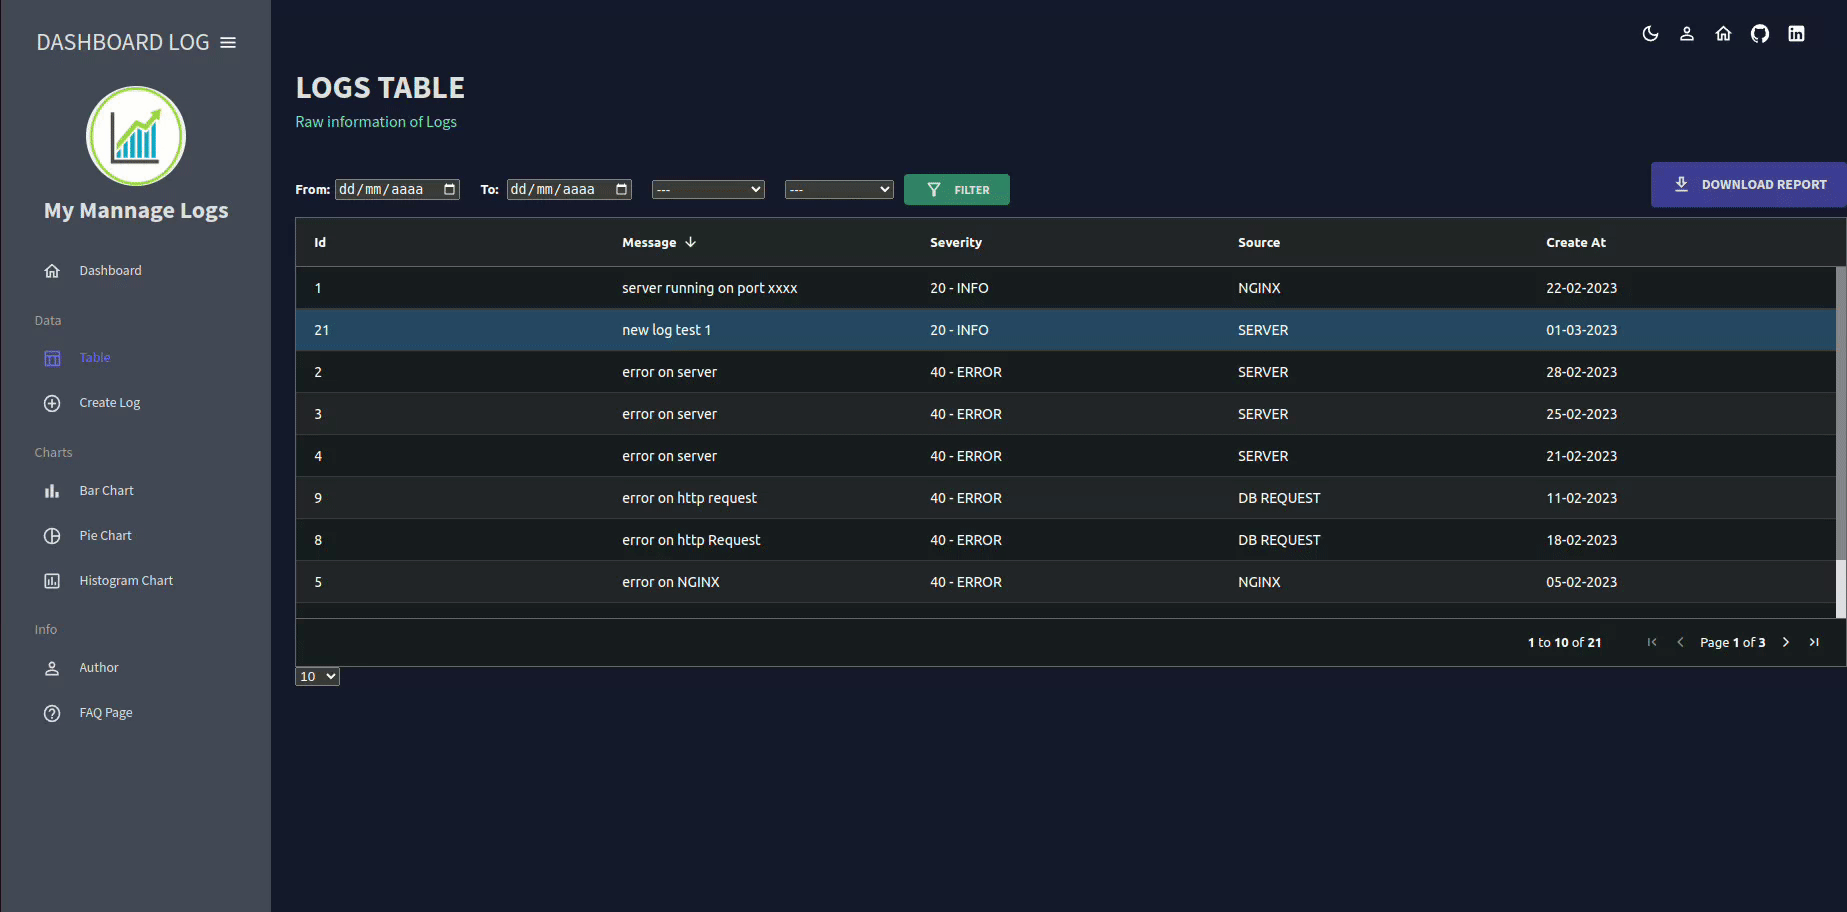 DASHBOARD LOG
My Mannage Logs
Dashboard
Data
Table
Create Log
Charts
Bar Chart
Pie Chart
Histogram Chart
Info
Author
FAQ Page
LOGS TABLE
Raw information of Logs
From: dd/mm/aaaa To: dd/mm/aaaa --- --- FILTER DOWNLOAD REPORT
Id Message Severity Source Create At
1 server running on port xxxx 20 - INFO NGINX 22-02-2023
21 new log test 1 20 - INFO SERVER 01-03-2023
2 error on server 40 - ERROR SERVER 28-02-2023
3 error on server 40 - ERROR SERVER 25-02-2023
4 error on server 40 - ERROR SERVER 21-02-2023
9 error on http request 40 - ERROR DB REQUEST 11-02-2023
8 error on http Request 40 - ERROR DB REQUEST 18-02-2023
5 error on NGINX 40 - ERROR NGINX 05-02-2023
1 to 10 of 21 Page 1 of 3
10